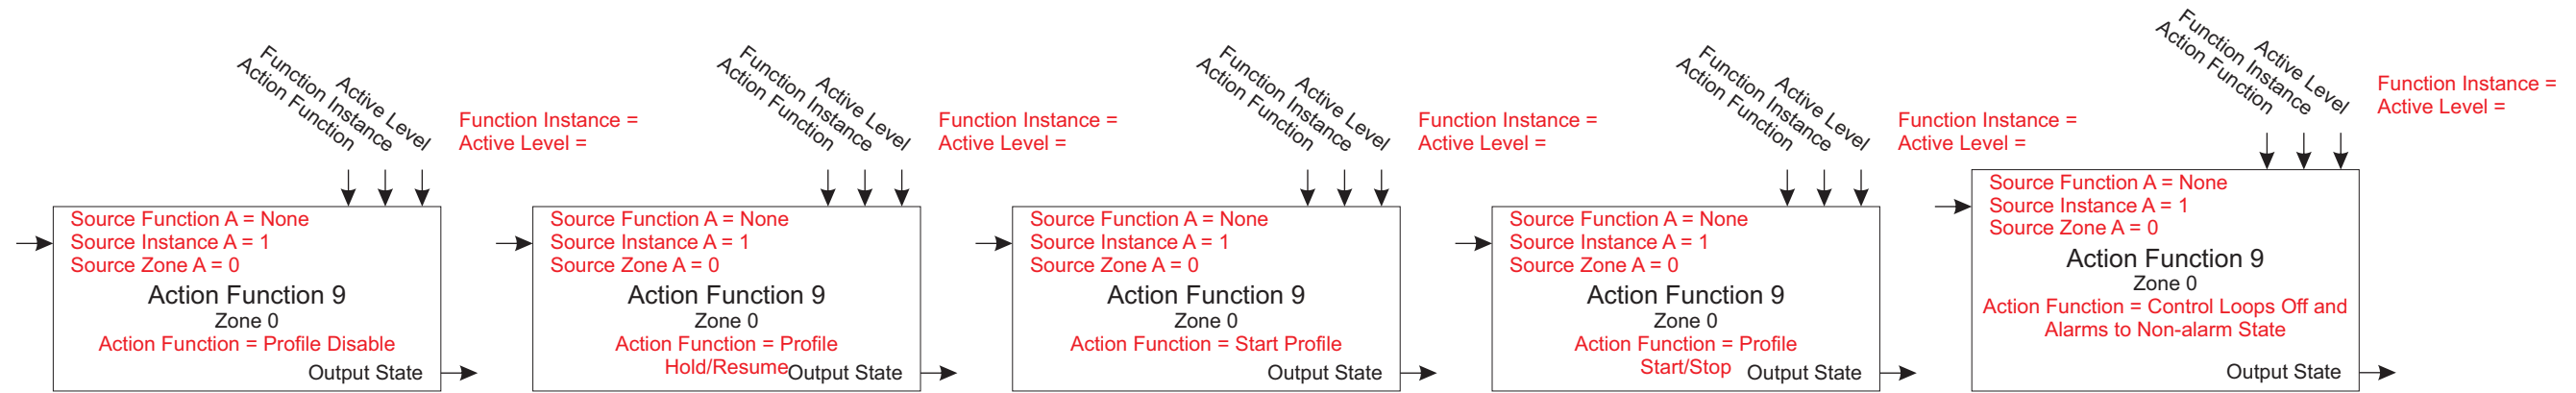 Function Instance
Action Function
Active Level
Function Instance =
Active Level =
Source Function A = None
Source Instance A = 1
Source Zone A = 0
Action Function 9
Zone 0
Action Function = Profile Disable
Output State
Function Instance
Action Function
Active Level
Function Instance =
Active Level =
Source Function A = None
Source Instance A = 1
Source Zone A = 0
Action Function 9
Zone 0
Action Function = Profile
Hold/Resume
Output State
Function Instance
Action Function
Active Level
Function Instance =
Active Level =
Source Function A = None
Source Instance A = 1
Source Zone A = 0
Action Function 9
Zone 0
Action Function = Start Profile
Output State
Function Instance
Action Function
Active Level
Function Instance =
Active Level =
Source Function A = None
Source Instance A = 1
Source Zone A = 0
Action Function 9
Zone 0
Action Function = Profile
Start/Stop
Output State
Function Instance
Action Function
Active Level
Function Instance =
Active Level =
Source Function A = None
Source Instance A = 1
Source Zone A = 0
Action Function 9
Zone 0
Action Function = Control Loops Off and
Alarms to Non-alarm State
Output State